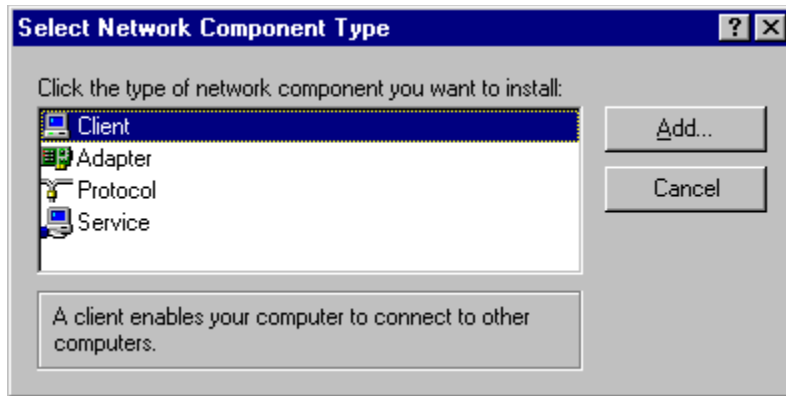 Select Network Component Type
Click the type of network component you want to install:
Client
Add...
Adapter
Protocol
Cancel
Service
A client enables your computer to connect to other
computers.